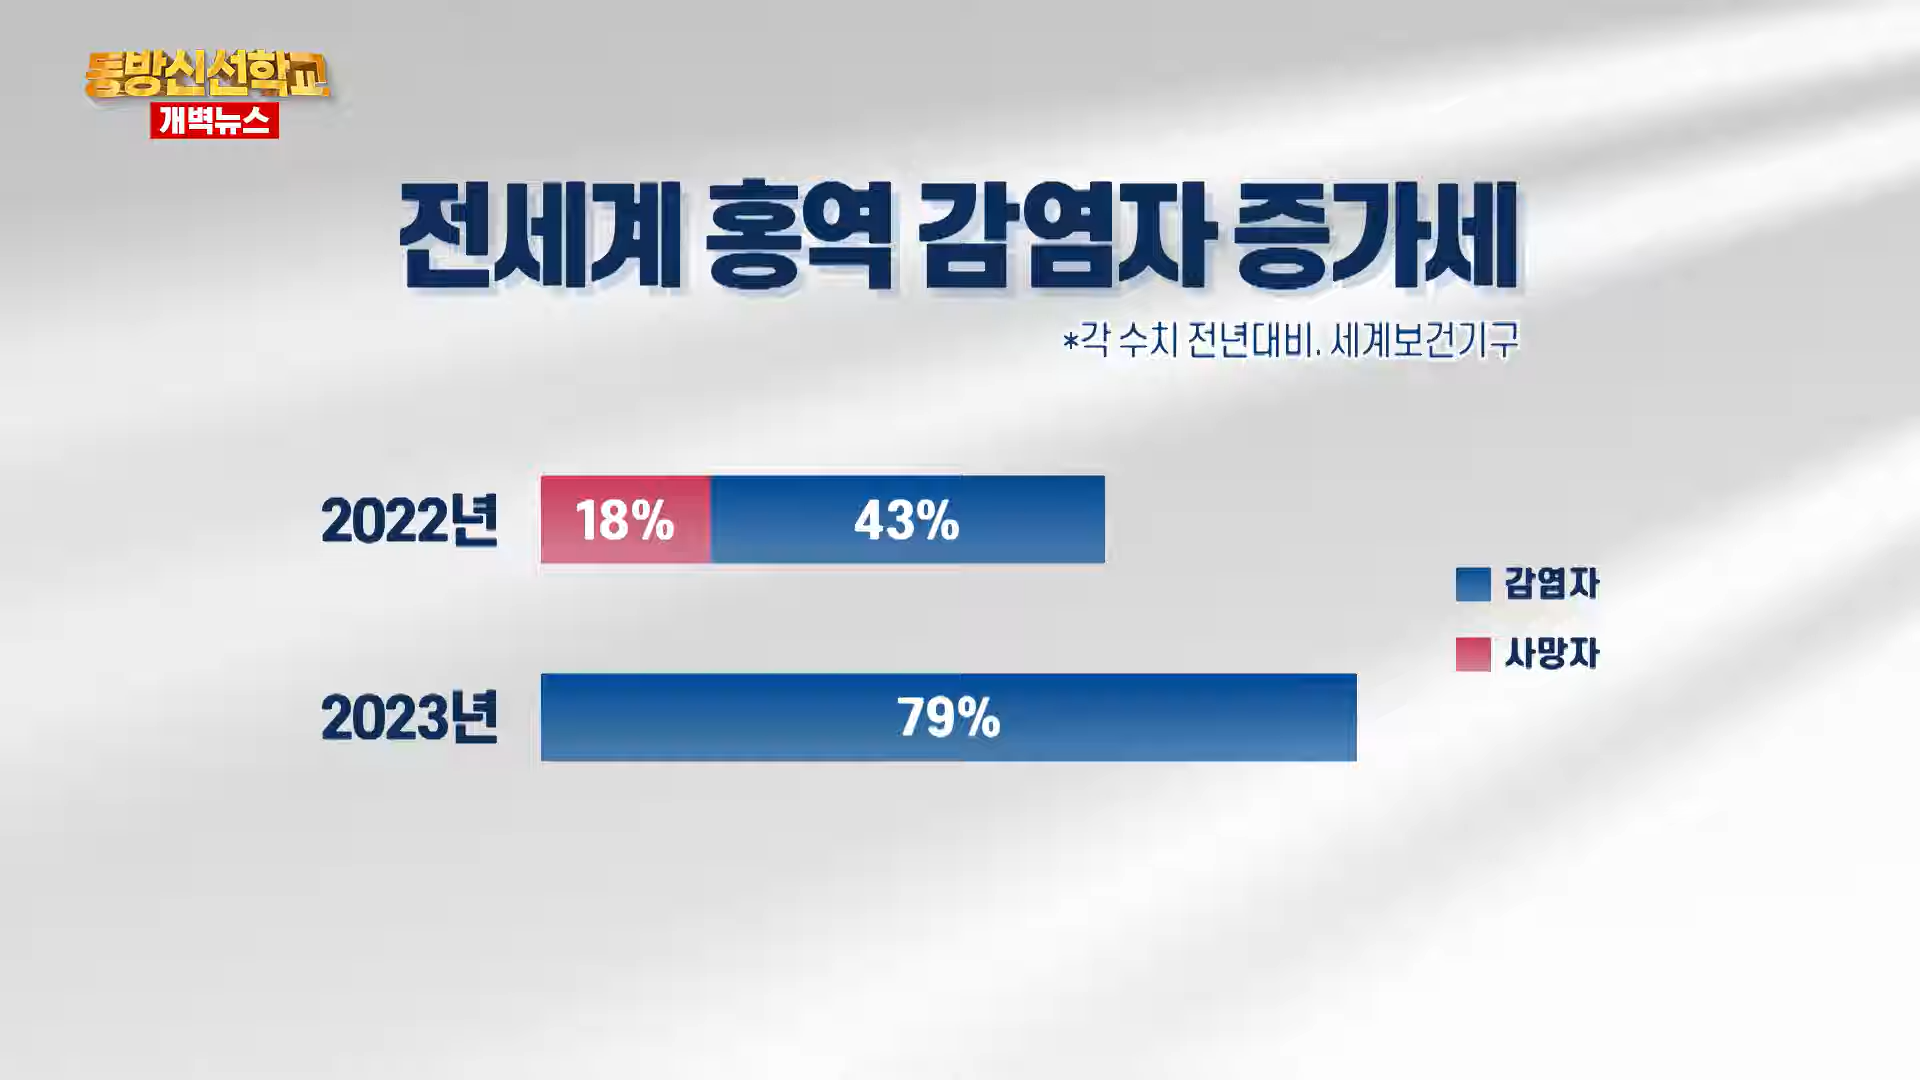 동방신선학교
개벽뉴스
전세계 홍역 감염자 증가세
*각 수치 전년대비. 세계보건기구
2022년 18% 43%
감염자
사망자
2023년 79%